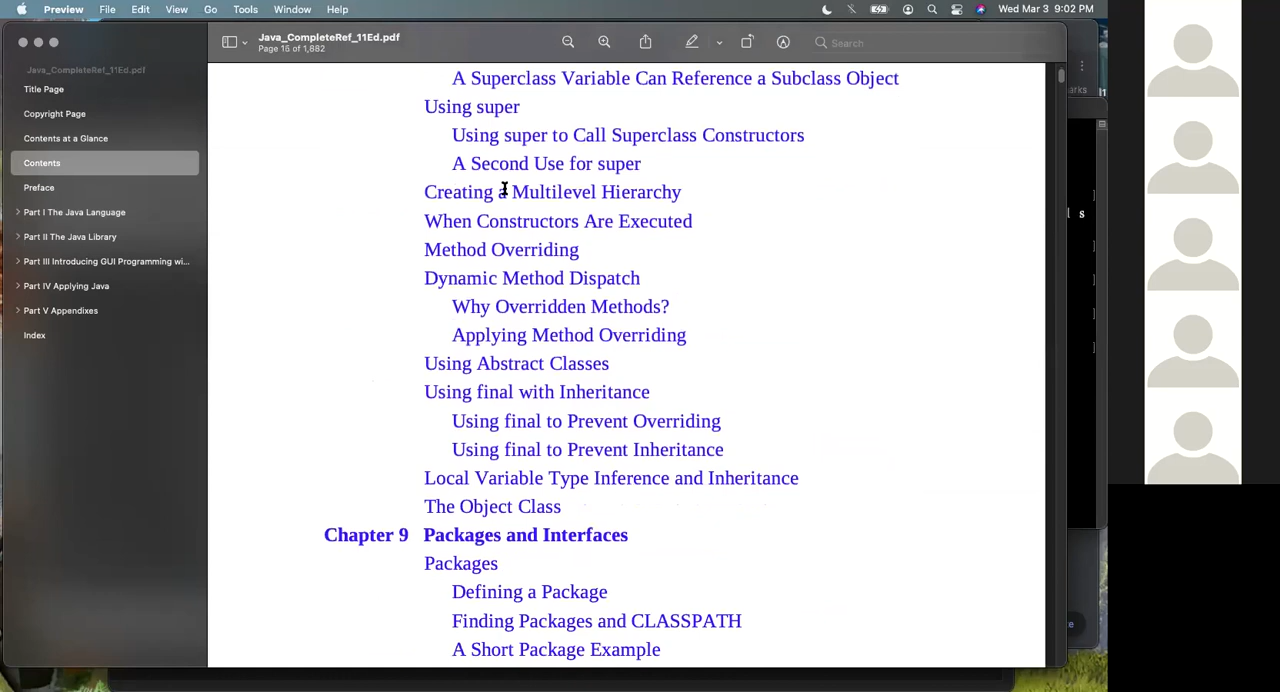 Preview File Edit View Go Tools Window Help Wed Mar 3 9:02 PM
Java_CompleteRef_11Ed.pdf
Page 15 of 1,882
Search
Java_CompleteRef_11Ed.pdf
Title Page
Copyright Page
Contents at a Glance
Contents
Preface
Part I The Java Language
Part II The Java Library
Part III Introducing GUI Programming wi...
Part IV Applying Java
Part V Appendixes
Index
A Superclass Variable Can Reference a Subclass Object
Using super
Using super to Call Superclass Constructors
A Second Use for super
Creating a Multilevel Hierarchy
When Constructors Are Executed
Method Overriding
Dynamic Method Dispatch
Why Overridden Methods?
Applying Method Overriding
Using Abstract Classes
Using final with Inheritance
Using final to Prevent Overriding
Using final to Prevent Inheritance
Local Variable Type Inference and Inheritance
The Object Class
Chapter 9 Packages and Interfaces
Packages
Defining a Package
Finding Packages and CLASSPATH
A Short Package Example